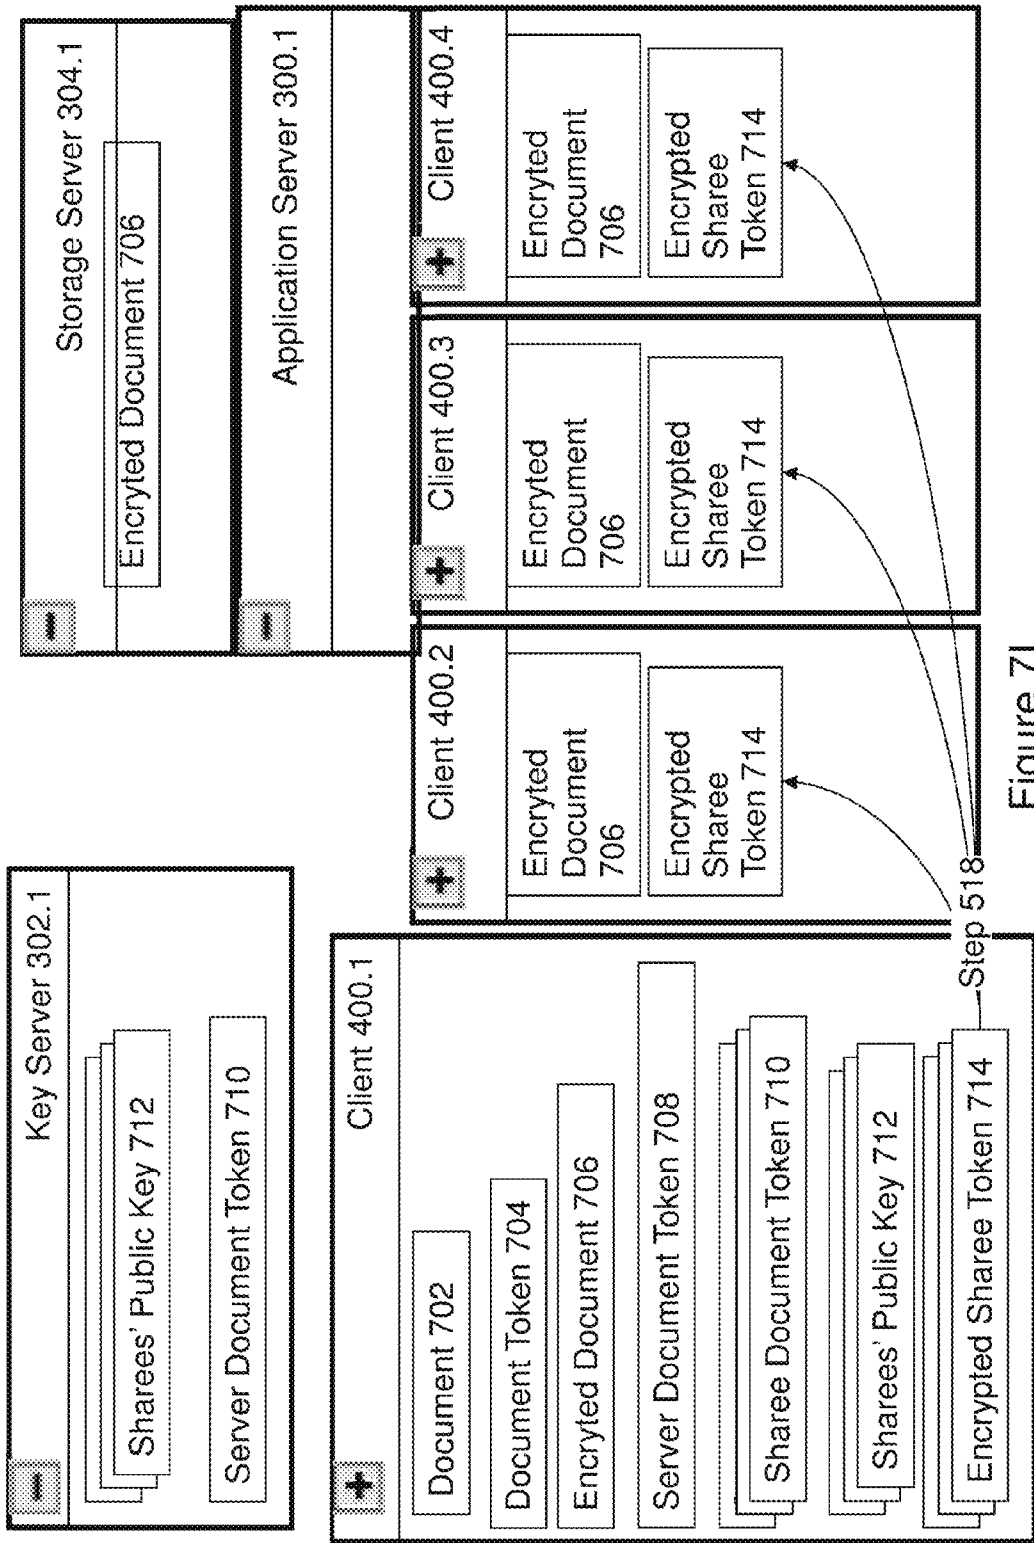 Key Server 302.1
Sharees' Public Key 712
Server Document Token 710
Storage Server 304.1
Encryted Document 706
Application Server 300.1
Client 400.1
Document 702
Document Token 704
Encryted Document 706
Server Document Token 708
Sharee Document Token 710
Sharees' Public Key 712
Encrypted Sharee Token 714
Client 400.2
Encryted
Document
706
Encrypted
Sharee
Token 714
Client 400.3
Encryted
Document
706
Encrypted
Sharee
Token 714
Client 400.4
Encryted
Document
706
Encrypted
Sharee
Token 714
Step 518
Figure 7I